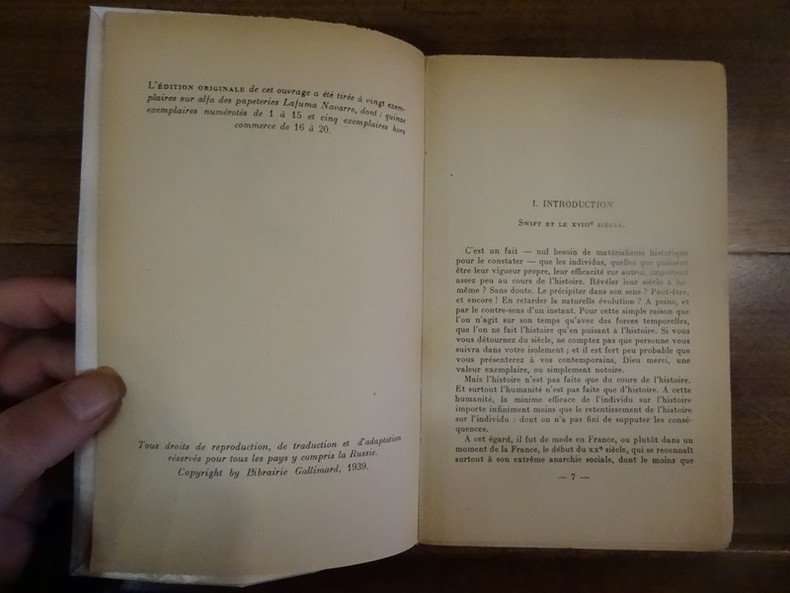 L'ÉDITION ORIGINALE de cet ouvrage a été tirée à vingt exem-
plaires sur alfa des papeteries Lafuma Navarre, dont : quinze
exemplaires numérotés de 1 à 15 et cinq exemplaires hors
commerce de 16 à 20.
Tous droits de reproduction, de traduction et d'adaptation
réservés pour tous les pays y compris la Russie.
Copyright by Librairie Gallimard, 1939.
I. INTRODUCTION
SWIFT ET LE XVIIIe SIÈCLE.
C'est un fait — nul besoin de matérialisme historique
pour le constater — que les individus, quelles que puissent
être leur vigueur propre, leur efficacité sur autrui, importent
assez peu au cours de l'histoire. Révéler leur siècle à lui-
même ? Sans doute. Le précipiter dans son sens ? Peut-être,
et encore ! En retarder la naturelle évolution ? A peine, et
par le contre-sens d'un instant. Pour cette simple raison que
l'on n'agit sur son temps qu'avec des forces temporelles,
que l'on ne fait l'histoire qu'en puisant à l'histoire. Si vous
vous détournez du siècle, ne comptez pas que personne vous
suivra dans votre isolement ; et il est fort peu probable que
vous présenterez à vos contemporains, Dieu merci, une
valeur exemplaire, ou simplement notoire.
Mais l'histoire n'est pas faite que du cours de l'histoire.
Et surtout l'humanité n'est pas faite que d'histoire. A cette
humanité, la minime efficace de l'individu sur l'histoire
importe infiniment moins que le retentissement de l'histoire
sur l'individu : dont on n'a pas fini de supputer les consé-
quences.
A cet égard, il fut de mode en France, ou plutôt dans un
moment de la France, le début du XXe siècle, qui se reconnaît
surtout à son extrême anarchie sociale, dont le moins que
— 7 —